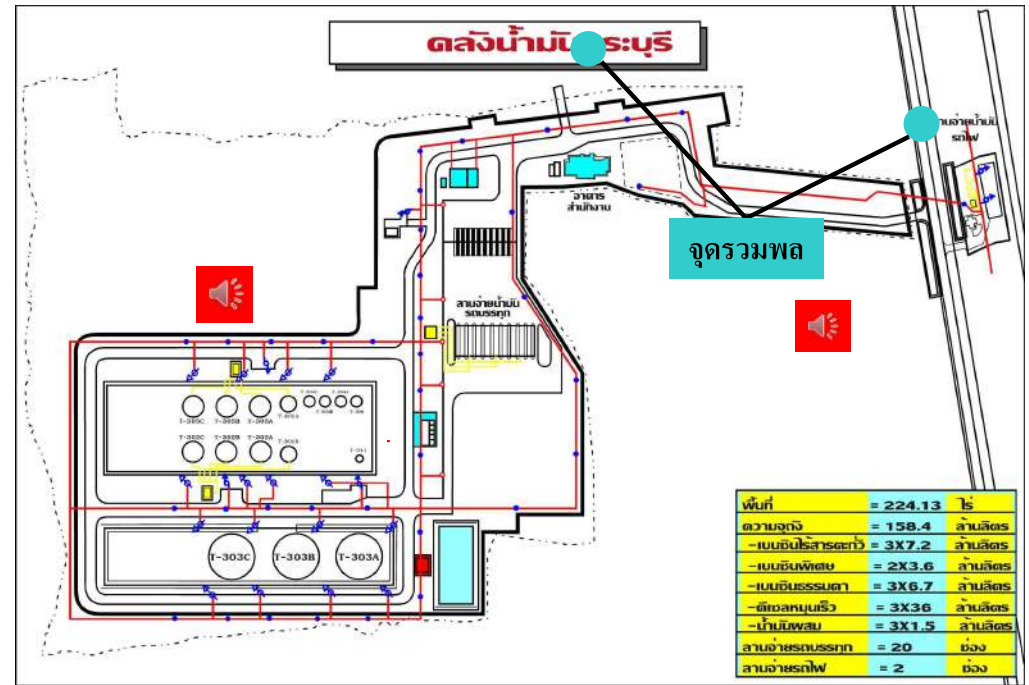 คลังน้ำมั ระบุรี
านจ่ายน้ำมัน
รถไฟ
อาคาร
สำนักงาน
จุดรวมพล
ลานจ่ายน้ำมัน
รถบรรทุก
T-305C T-305B T-305A
T-302C T-302B T-302A
T-303C T-303B T-303A
พื้นที่ = 224.13 ไร่
ความจุถัง = 158.4 ล้านลิตร
-เบนซินไร้สารตะกั่ว = 3X7.2 ล้านลิตร
-เบนซินพิเศษ = 2X3.6 ล้านลิตร
-เบนซินธรรมดา = 3X6.7 ล้านลิตร
-ดีเซลหมุนเร็ว = 3X36 ล้านลิตร
-น้ำมันผสม = 3X1.5 ล้านลิตร
ลานจ่ายรถบรรทุก = 20 ช่อง
ลานจ่ายรถไฟ = 2 ช่อง